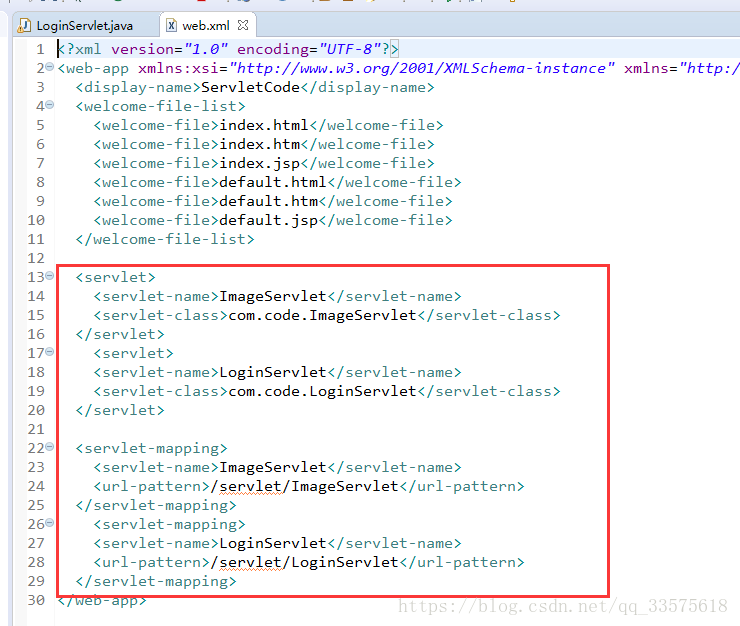 LoginServlet.java web.xml
1 <?xml version="1.0" encoding="UTF-8"?>
2 <web-app xmlns:xsi="http://www.w3.org/2001/XMLSchema-instance" xmlns="http:/
3 <display-name>ServletCode</display-name>
4 <welcome-file-list>
5 <welcome-file>index.html</welcome-file>
6 <welcome-file>index.htm</welcome-file>
7 <welcome-file>index.jsp</welcome-file>
8 <welcome-file>default.html</welcome-file>
9 <welcome-file>default.htm</welcome-file>
10 <welcome-file>default.jsp</welcome-file>
11 </welcome-file-list>
12
13 <servlet>
14 <servlet-name>ImageServlet</servlet-name>
15 <servlet-class>com.code.ImageServlet</servlet-class>
16 </servlet>
17 <servlet>
18 <servlet-name>LoginServlet</servlet-name>
19 <servlet-class>com.code.LoginServlet</servlet-class>
20 </servlet>
21
22 <servlet-mapping>
23 <servlet-name>ImageServlet</servlet-name>
24 <url-pattern>/servlet/ImageServlet</url-pattern>
25 </servlet-mapping>
26 <servlet-mapping>
27 <servlet-name>LoginServlet</servlet-name>
28 <url-pattern>/servlet/LoginServlet</url-pattern>
29 </servlet-mapping>
30 </web-app>
https://blog.csdn.net/qq_33575618